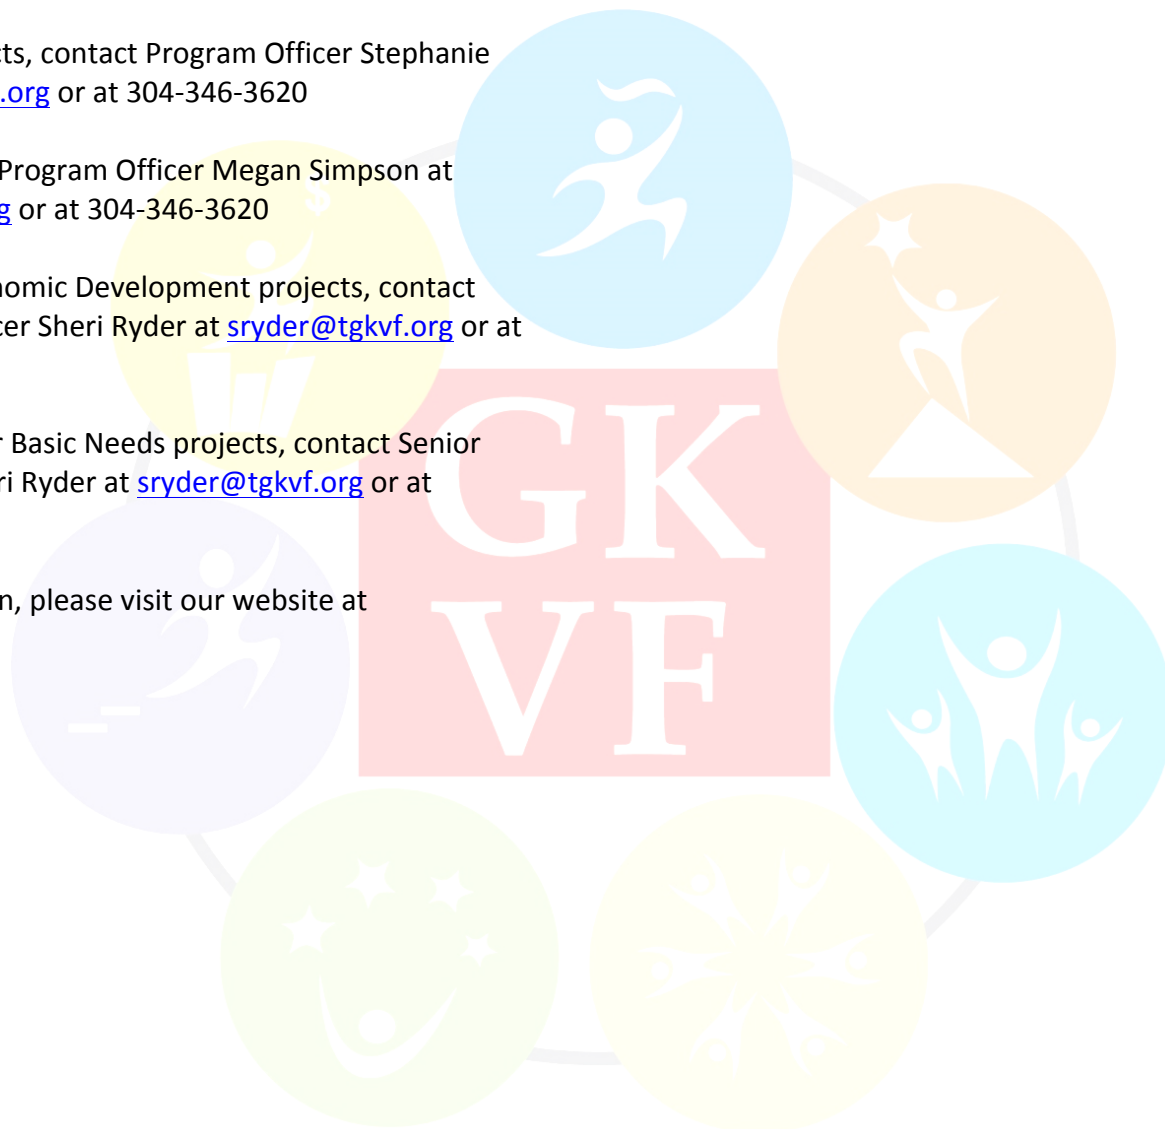 cts, contact Program Officer Stephanie
.org or at 304-346-3620
Program Officer Megan Simpson at
g or at 304-346-3620
nomic Development projects, contact
cer Sheri Ryder at sryder@tgkvf.org or at
r Basic Needs projects, contact Senior
ri Ryder at sryder@tgkvf.org or at
n, please visit our website at
$
GK
VF